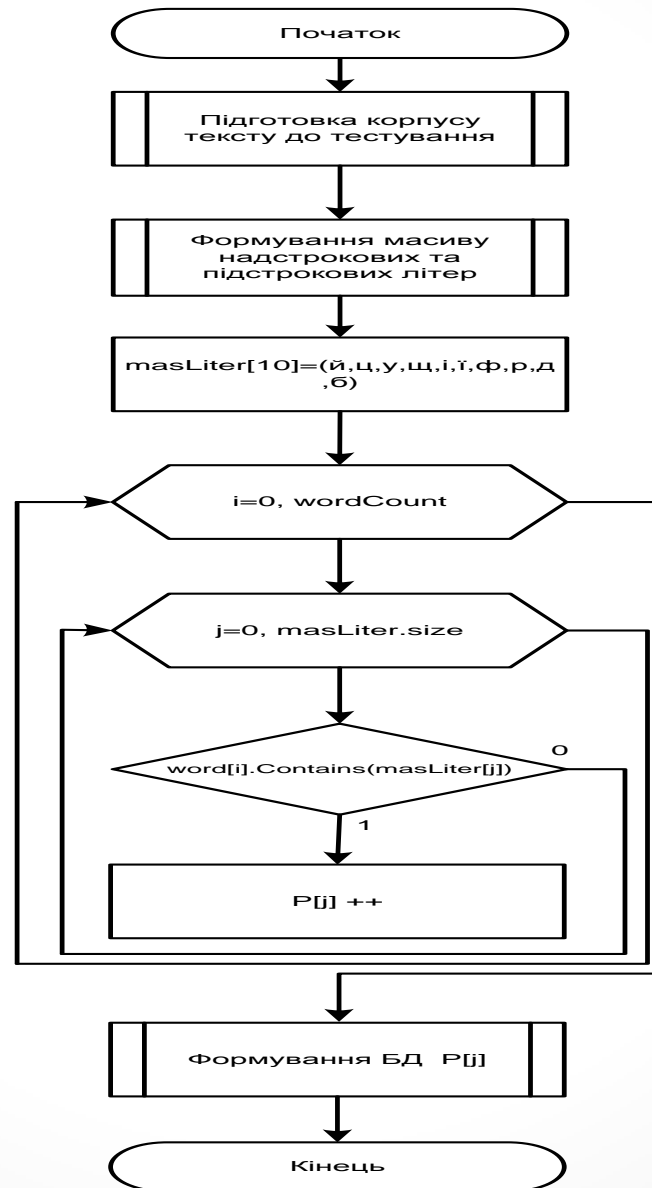 Початок
Підготовка корпусу
тексту до тестування
Формування масиву
надстрокових та
підстрокових літер
masLiter[10]=(й,ц,у,щ,і,ї,ф,р,д
,б)
i=0, wordCount
j=0, masLiter.size
0
word[i].Contains(masLiter[j])
1
P[j] ++
Формування БД P[j]
Кінець